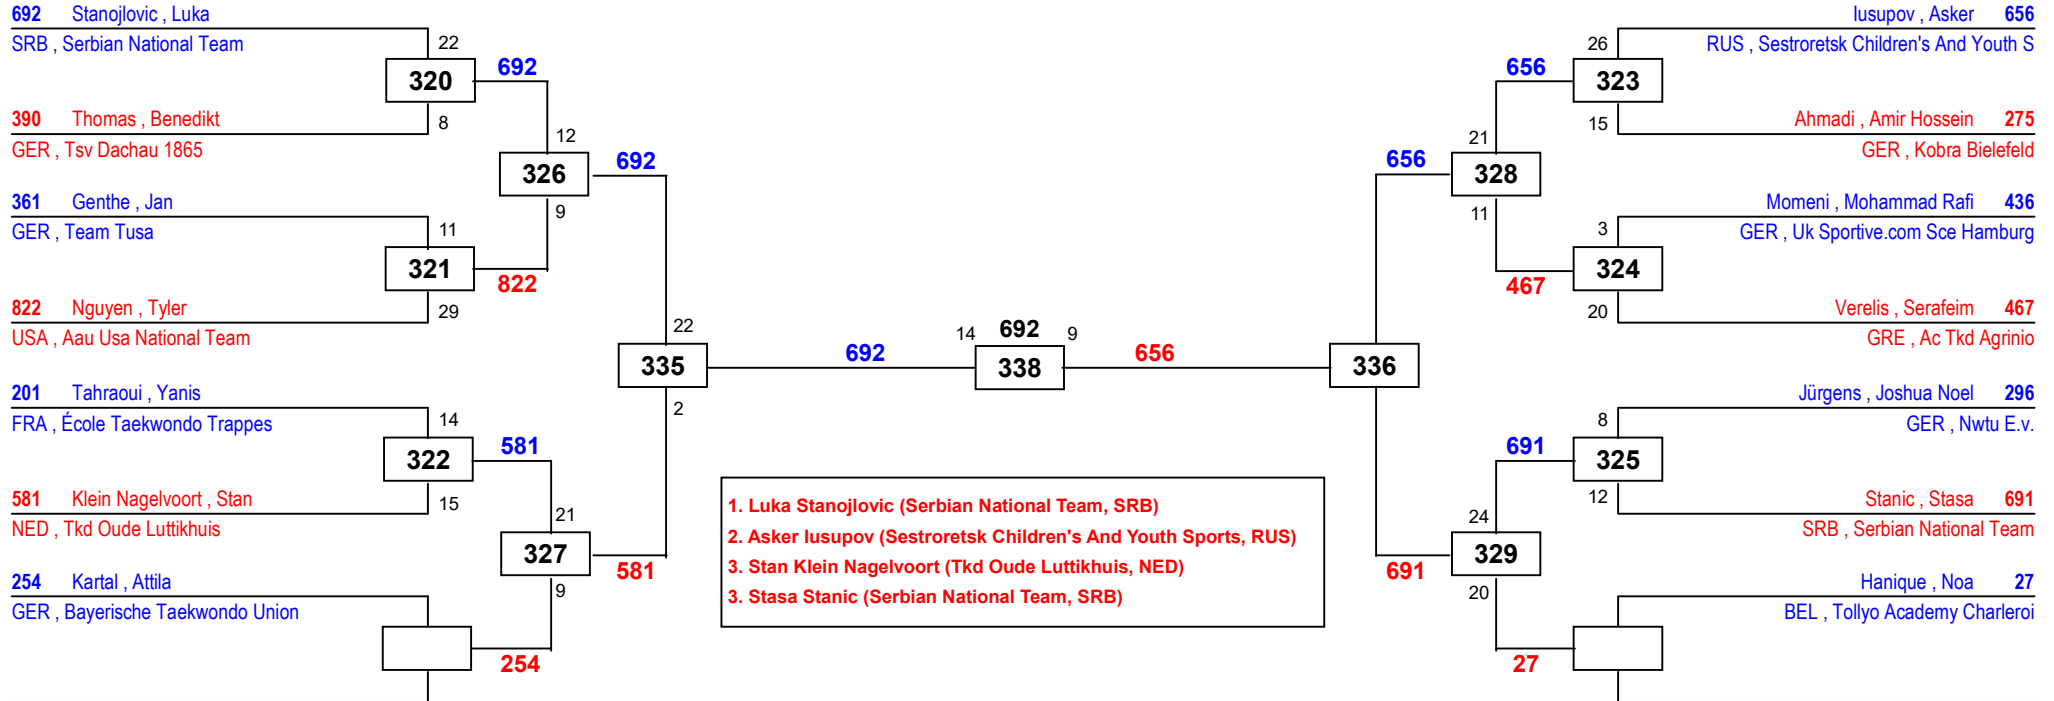 692 Stanojlovic , Luka
SRB , Serbian National Team
22
320
692
8
390 Thomas , Benedikt
GER , Tsv Dachau 1865
12
326
692
9
361 Genthe , Jan
GER , Team Tusa
11
321
822
29
822 Nguyen , Tyler
USA , Aau Usa National Team
22
335
692
2
201 Tahraoui , Yanis
FRA , École Taekwondo Trappes
14
322
581
15
581 Klein Nagelvoort , Stan
NED , Tkd Oude Luttikhuis
21
327
581
9
254 Kartal , Attila
GER , Bayerische Taekwondo Union
254
14 692 9
338
656
336
1. Luka Stanojlovic (Serbian National Team, SRB)
2. Asker Iusupov (Sestroretsk Children's And Youth Sports, RUS)
3. Stan Klein Nagelvoort (Tkd Oude Luttikhuis, NED)
3. Stasa Stanic (Serbian National Team, SRB)
Iusupov , Asker 656
RUS , Sestroretsk Children's And Youth S
26
656
323
15
Ahmadi , Amir Hossein 275
GER , Kobra Bielefeld
21
656
328
11
Momeni , Mohammad Rafi 436
GER , Uk Sportive.com Sce Hamburg
3
324
467
20
Verelis , Serafeim 467
GRE , Ac Tkd Agrinio
Jürgens , Joshua Noel 296
GER , Nwtu E.v.
8
691
325
12
Stanic , Stasa 691
SRB , Serbian National Team
24
329
691
20
Hanique , Noa 27
BEL , Tollyo Academy Charleroi
27